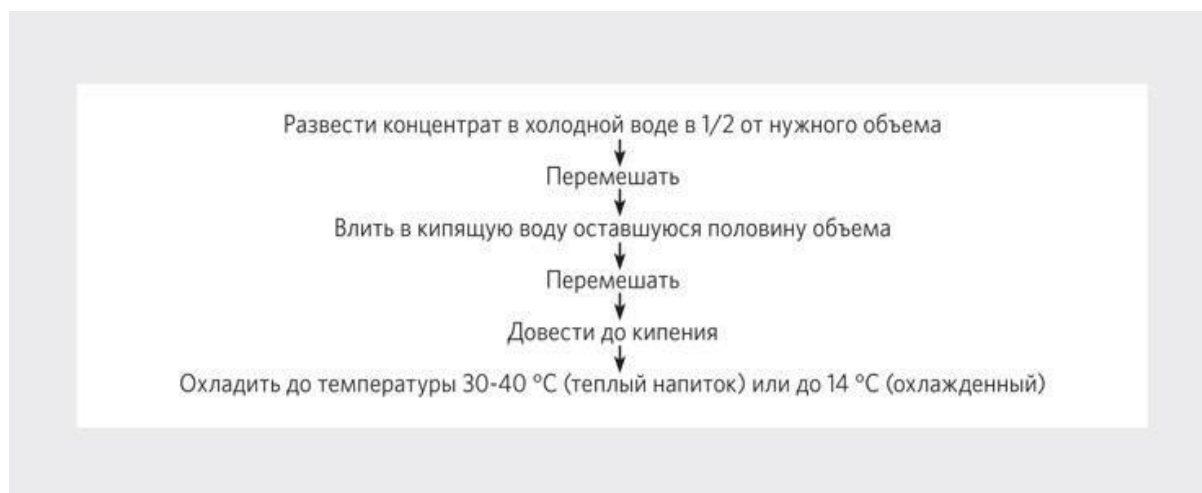 Развести концентрат в холодной воде в 1/2 от нужного объема
Перемешать
Влить в кипящую воду оставшуюся половину объема
Перемешать
Довести до кипения
Охладить до температуры 30-40 °С (теплый напиток) или до 14 °С (охлажденный)